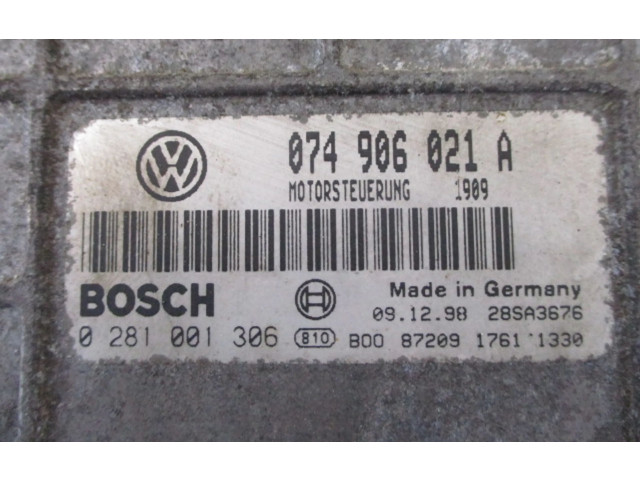 VW
074 906 021 A
MOTORSTEUERUNG 1909
BOSCH
Made in Germany
09.12.98 28SA3676
0 281 001 306 810 B00 87209 1761 1330